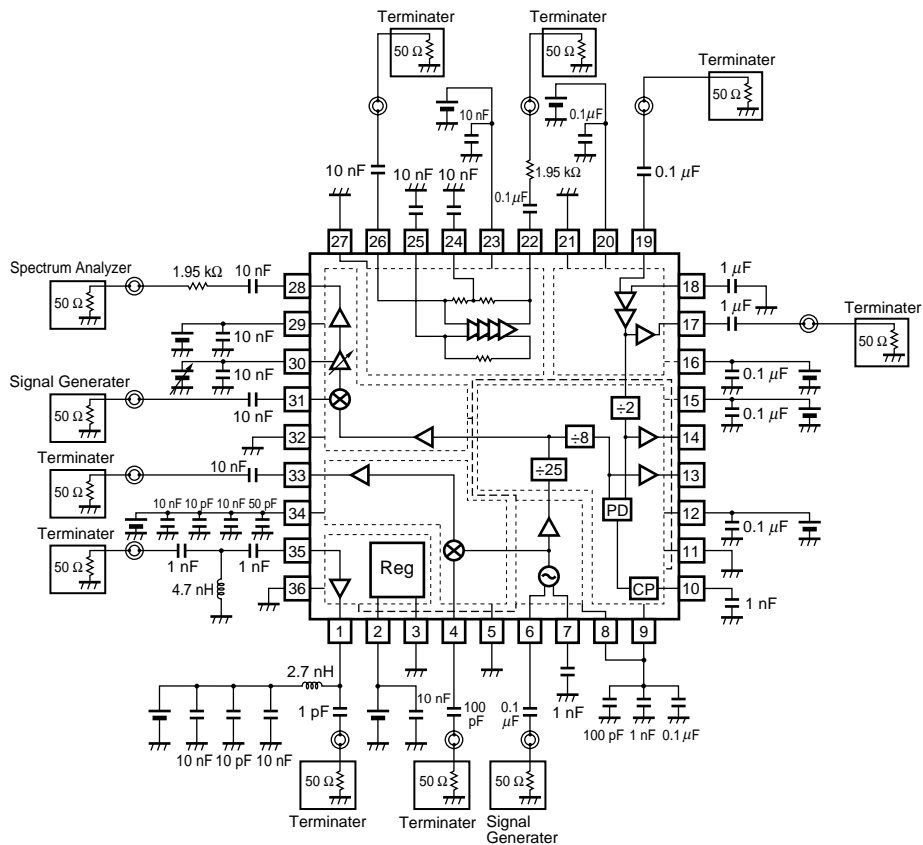 Terminater
50 Ω
Terminater
50 Ω
Terminater
50 Ω
10 nF
0.1 μF
10 nF
10 nF
10 nF
1.95 kΩ
0.1 μF
0.1 μF
27
26
25
24
23
22
21
20
19
Spectrum Analyzer
50 Ω
1.95 kΩ
10 nF
28
18
1 μF
10 nF
29
17
1 μF
Terminater
50 Ω
10 nF
30
16
0.1 μF
Signal Generater
50 Ω
10 nF
31
15
0.1 μF
÷2
32
÷8
14
Terminater
50 Ω
10 nF
33
÷25
13
10 nF
10 pF
10 nF
50 pF
34
PD
12
0.1 μF
Terminater
50 Ω
1 nF
1 nF
35
11
4.7 nH
36
Reg
CP
10
1 nF
1
2
3
4
5
6
7
8
9
2.7 nH
1 pF
10 nF
100 pF
0.1 μF
1 nF
10 nF
10 pF
10 nF
100 pF
1 nF
0.1 μF
50 Ω
Terminater
50 Ω
Terminater
50 Ω
Signal
Generater